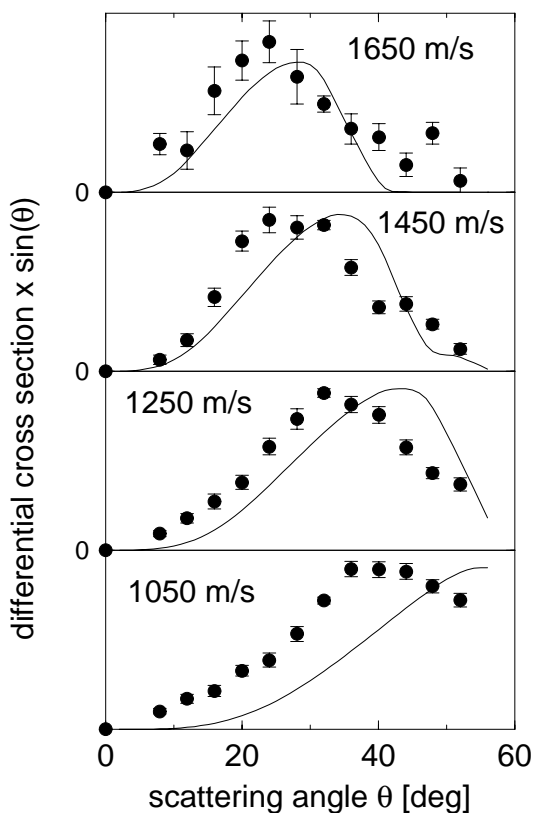 differential cross section x sin(θ)
1650 m/s
0
1450 m/s
0
1250 m/s
0
1050 m/s
0
20
40
60
scattering angle θ [deg]